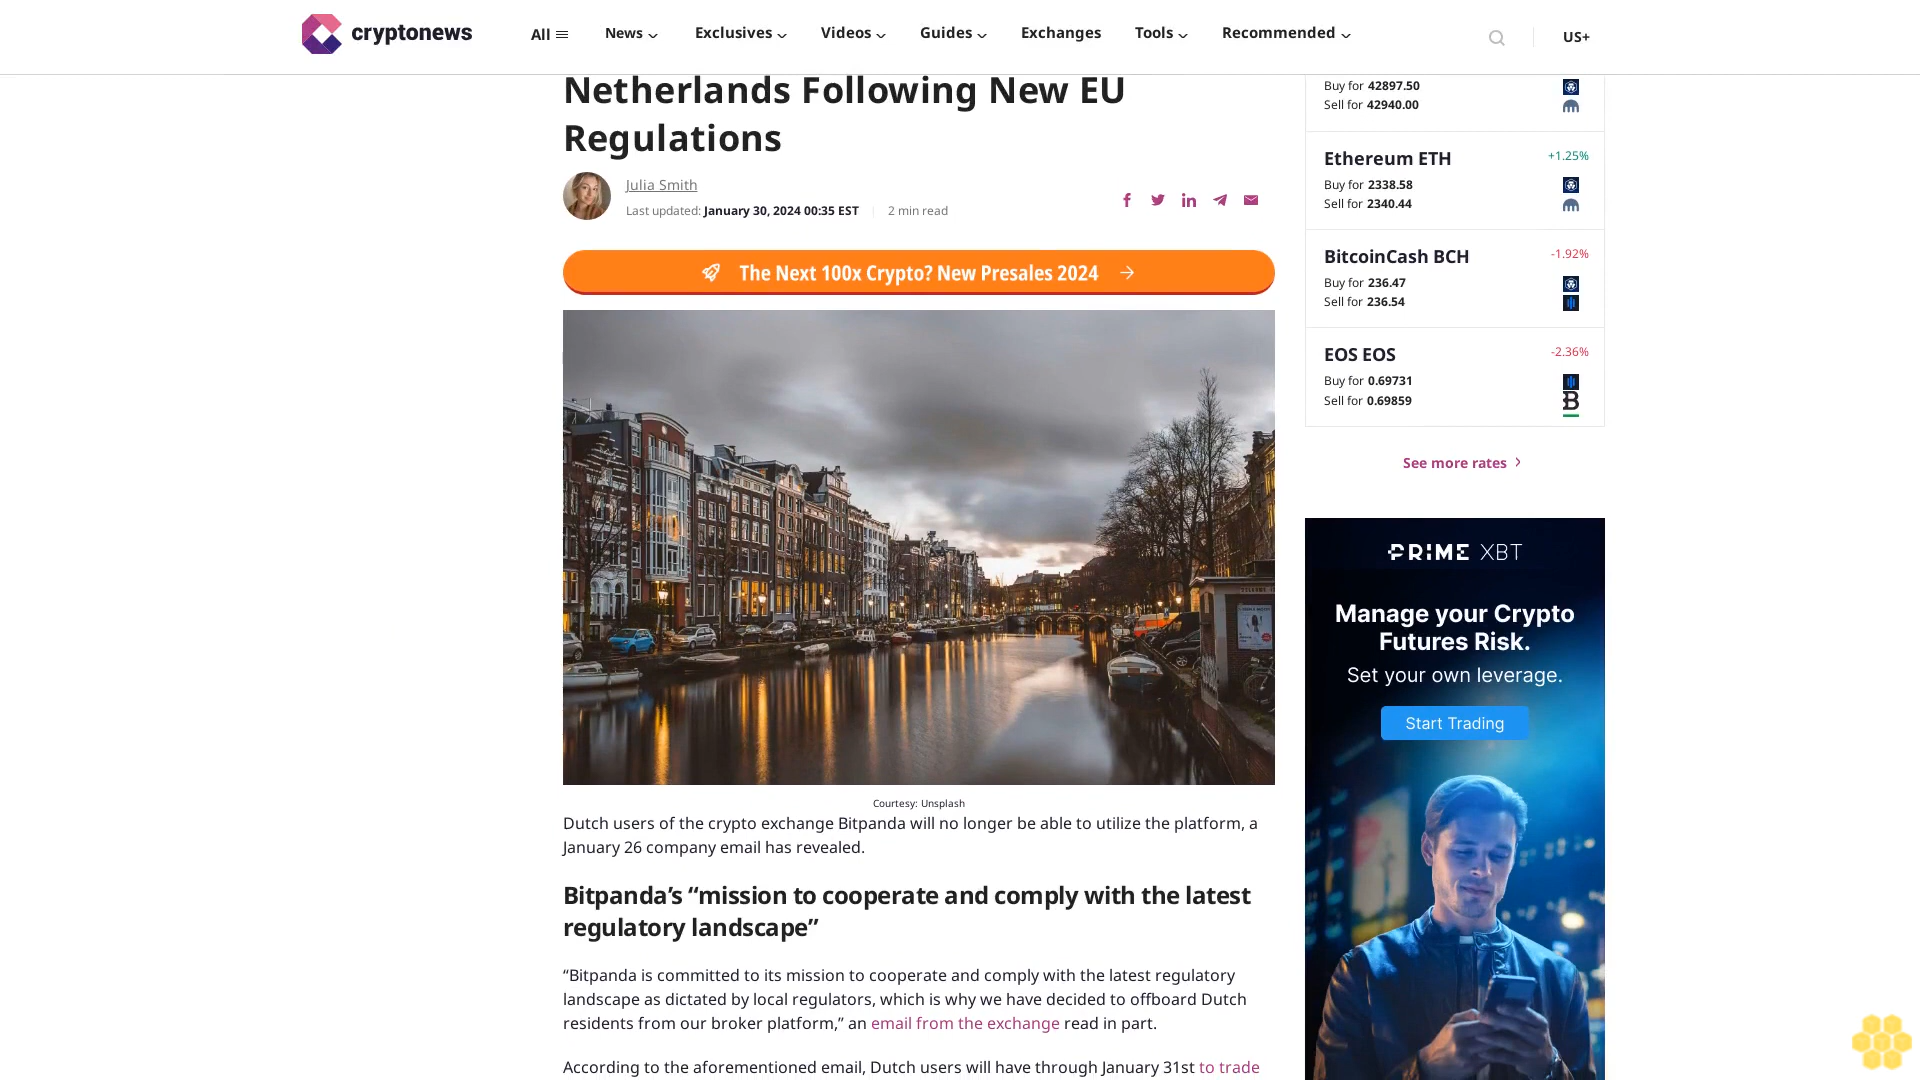 cryptonews
All
News
Exclusives
Videos
Guides
Exchanges
Tools
Recommended
US+
Netherlands Following New EU
Regulations
Julia Smith
Last updated: January 30, 2024 00:35 EST
2 min read
The Next 100x Crypto? New Presales 2024
Courtesy: Unsplash
Dutch users of the crypto exchange Bitpanda will no longer be able to utilize the platform, a
January 26 company email has revealed.
Bitpanda’s “mission to cooperate and comply with the latest
regulatory landscape”
“Bitpanda is committed to its mission to cooperate and comply with the latest regulatory
landscape as dictated by local regulators, which is why we have decided to offboard Dutch
residents from our broker platform,” an email from the exchange read in part.
According to the aforementioned email, Dutch users will have through January 31st to trade
Buy for 42897.50
Sell for 42940.00
Ethereum ETH
+1.25%
Buy for 2338.58
Sell for 2340.44
BitcoinCash BCH
-1.92%
Buy for 236.47
Sell for 236.54
EOS EOS
-2.36%
Buy for 0.69731
Sell for 0.69859
See more rates
PRIME XBT
Manage your Crypto
Futures Risk.
Set your own leverage.
Start Trading